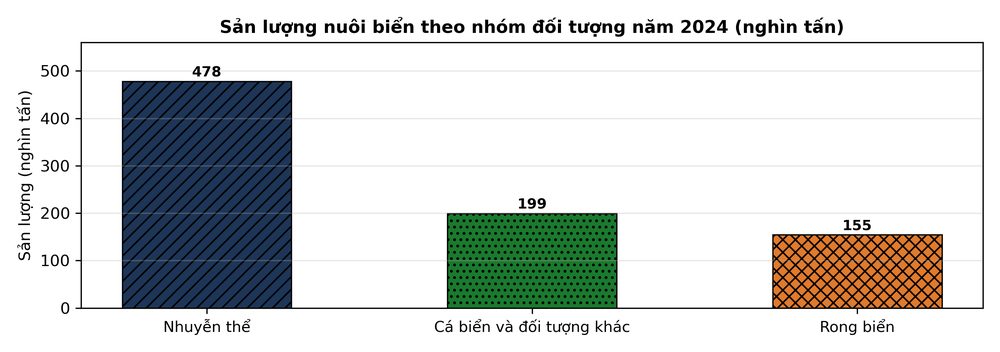 Sản lượng nuôi biển theo nhóm đối tượng năm 2024 (nghìn tấn)
Sản lượng (nghìn tấn)
500
400
300
200
100
0
478
199
155
Nhuyễn thể
Cá biển và đối tượng khác
Rong biển